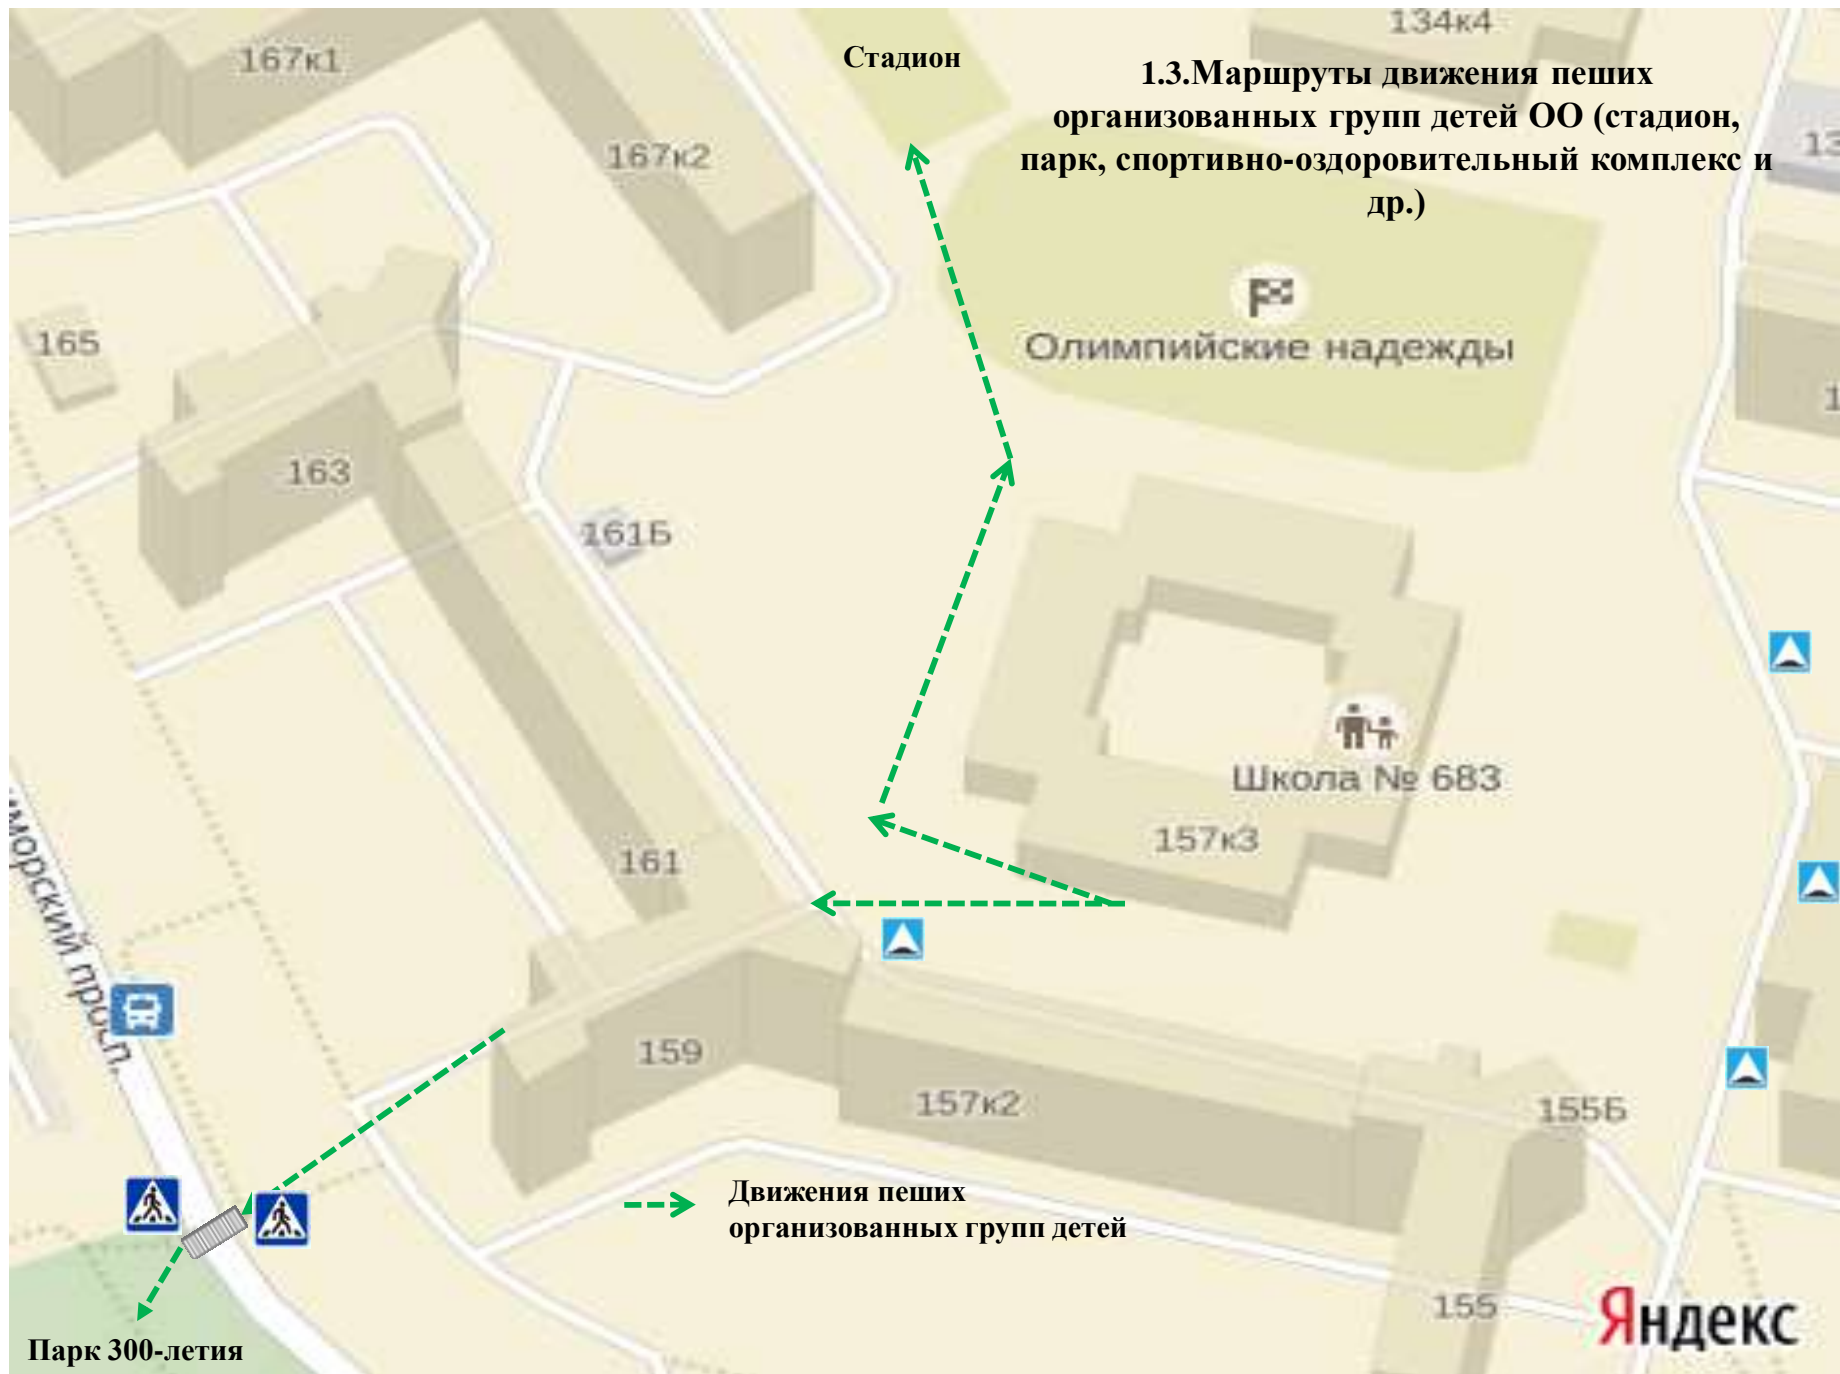 134к4
167к1
Стадион
1.3.Маршруты движения пеших
организованных групп детей ОО (стадион,
парк, спортивно-оздоровительный комплекс и
др.)
167к2
165
Олимпийские надежды
163
161Б
Школа № 683
157к3
161
просп.
159
157к2
155Б
Движения пеших
организованных групп детей
155
Яндекс
Парк 300-летия